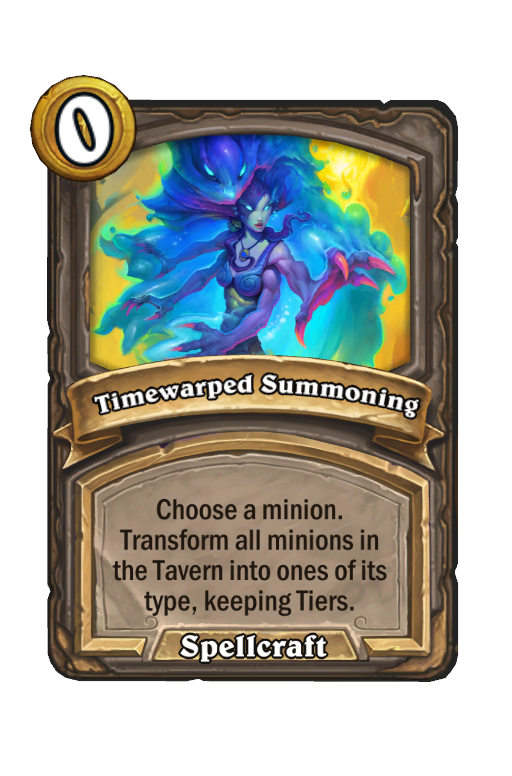 0
Timewarped Summoning
Choose a minion.
Transform all minions in
the Tavern into ones of its
type, keeping Tiers.
Spellcraft